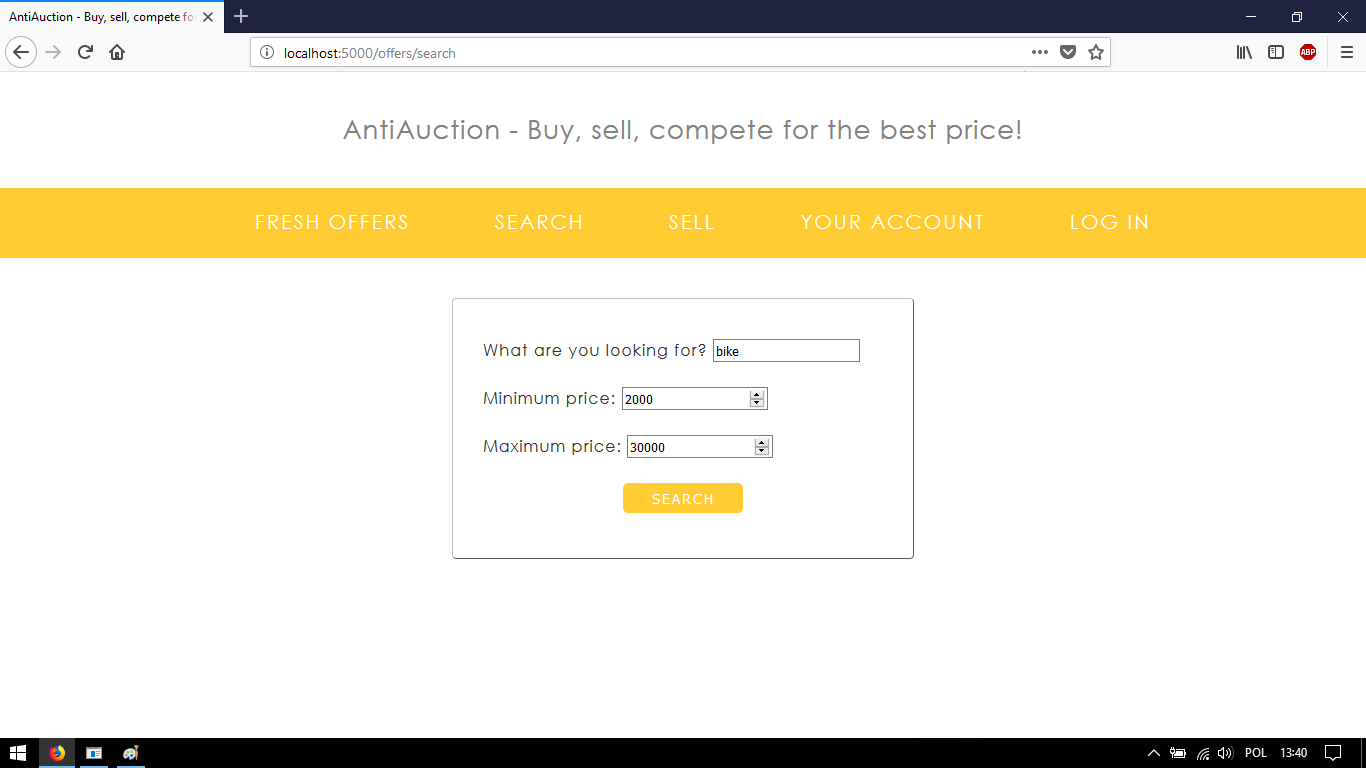 AntiAuction - Buy, sell, compete fo
localhost:5000/offers/search
ABP
AntiAuction - Buy, sell, compete for the best price!
FRESH OFFERS SEARCH SELL YOUR ACCOUNT LOG IN
What are you looking for? bike
Minimum price: 2000
Maximum price: 30000
SEARCH
POL 13:40